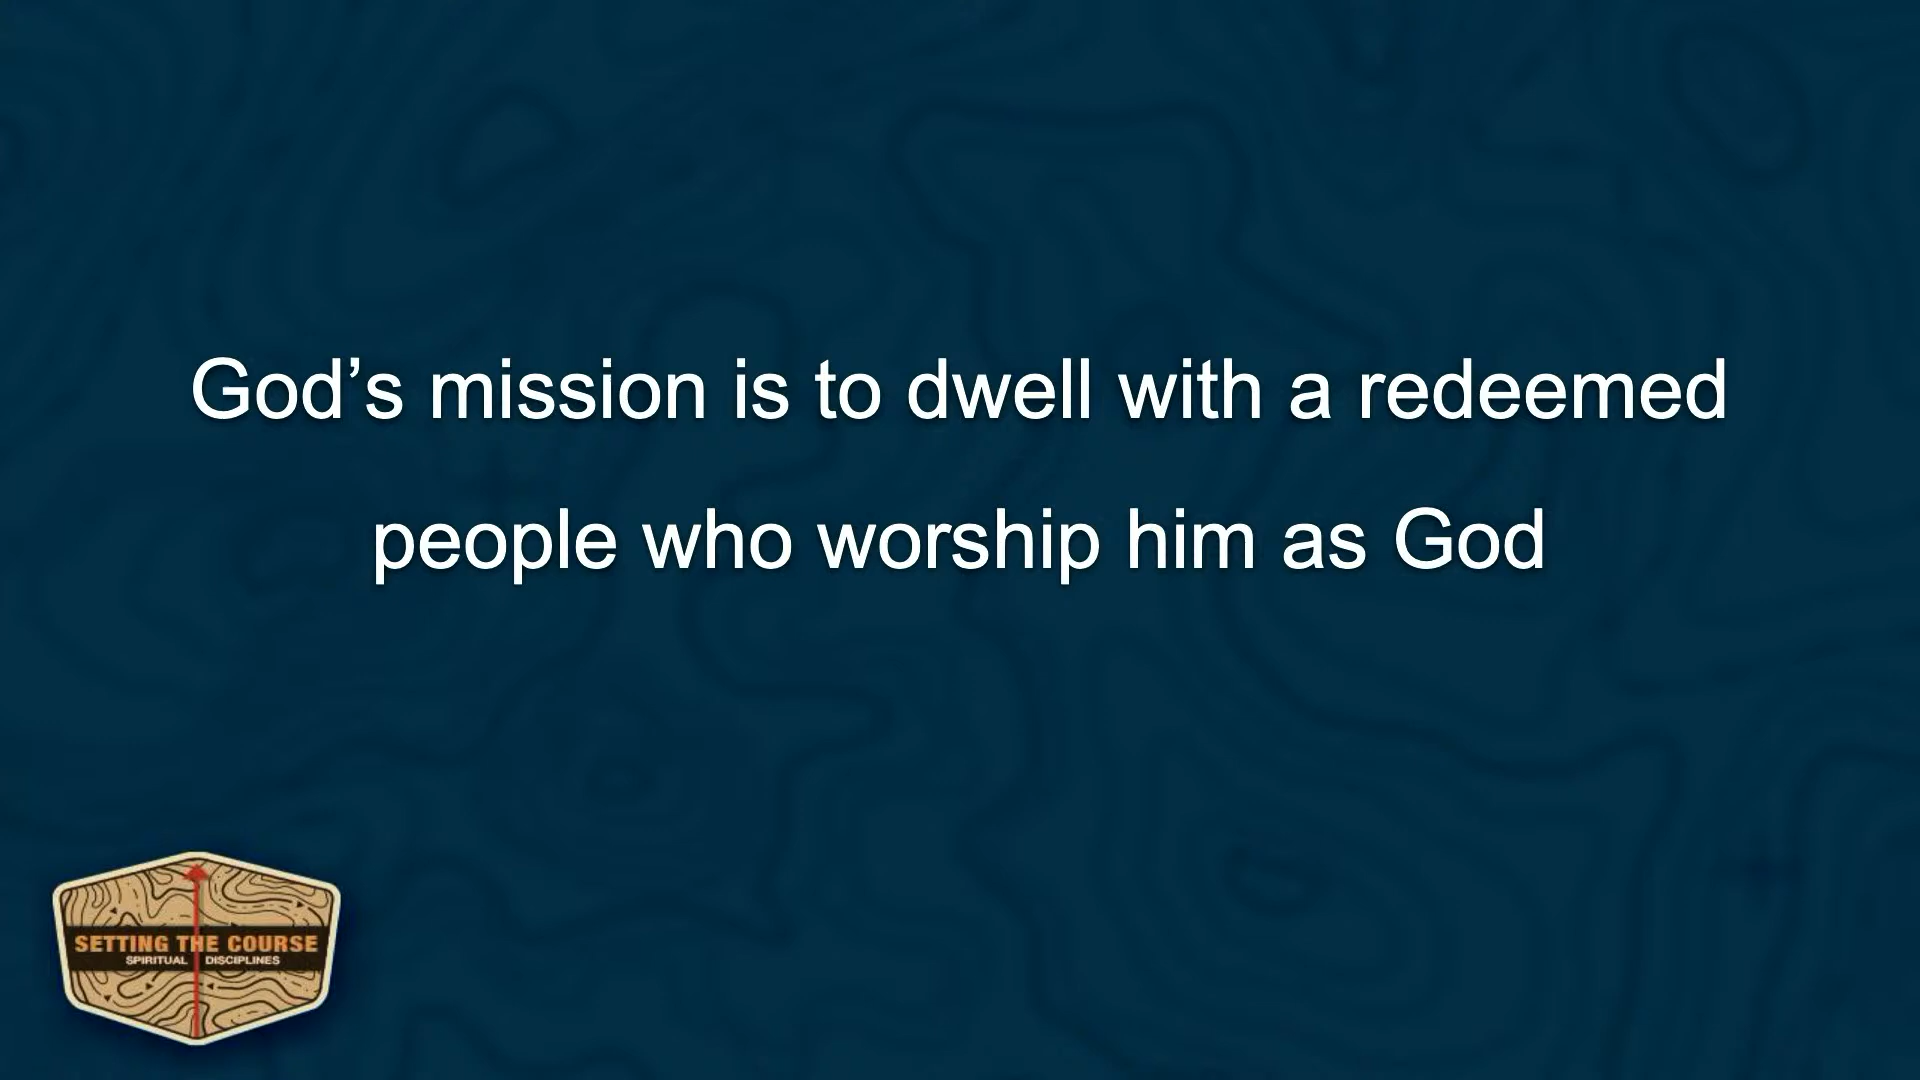 God’s mission is to dwell with a redeemed
people who worship him as God
SETTING THE COURSE
SPIRITUAL DISCIPLINES